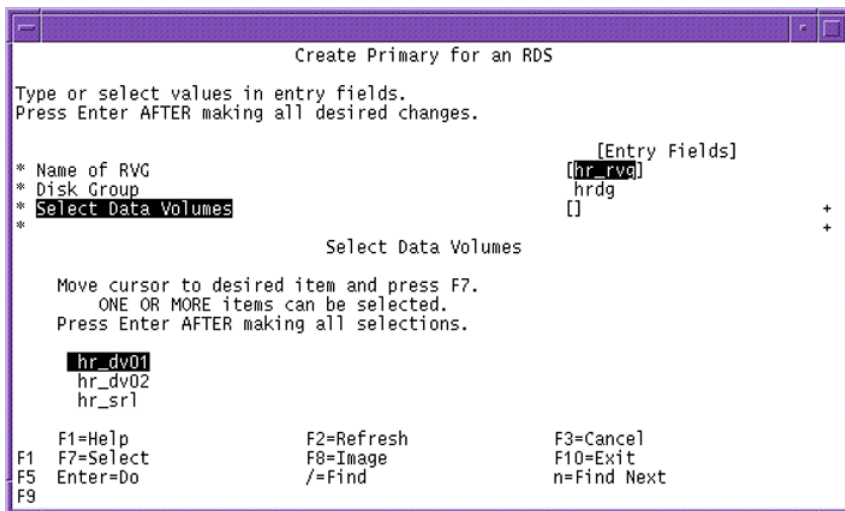 Create Primary for an RDS
Type or select values in entry fields.
Press Enter AFTER making all desired changes.
[Entry Fields]
* Name of RVG [hr_rvg]
* Disk Group hrdg
* Select Data Volumes [] +
* +
Select Data Volumes
Move cursor to desired item and press F7.
ONE OR MORE items can be selected.
Press Enter AFTER making all selections.
hr_dv01
hr_dv02
hr_srl
F1=Help F2=Refresh F3=Cancel
F1 F7=Select F8=Image F10=Exit
F5 Enter=Do /=Find n=Find Next
F9